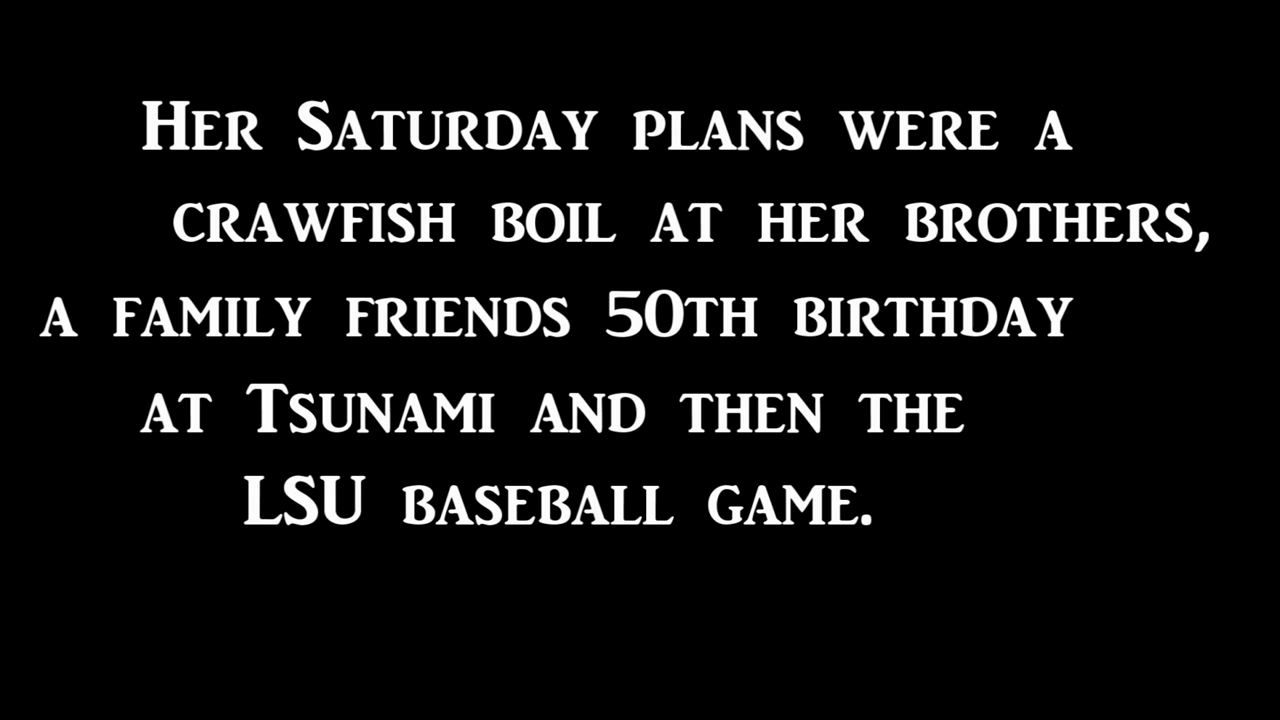 Her Saturday plans were a
crawfish boil at her brothers,
a family friends 50th birthday
at Tsunami and then the
LSU baseball game.